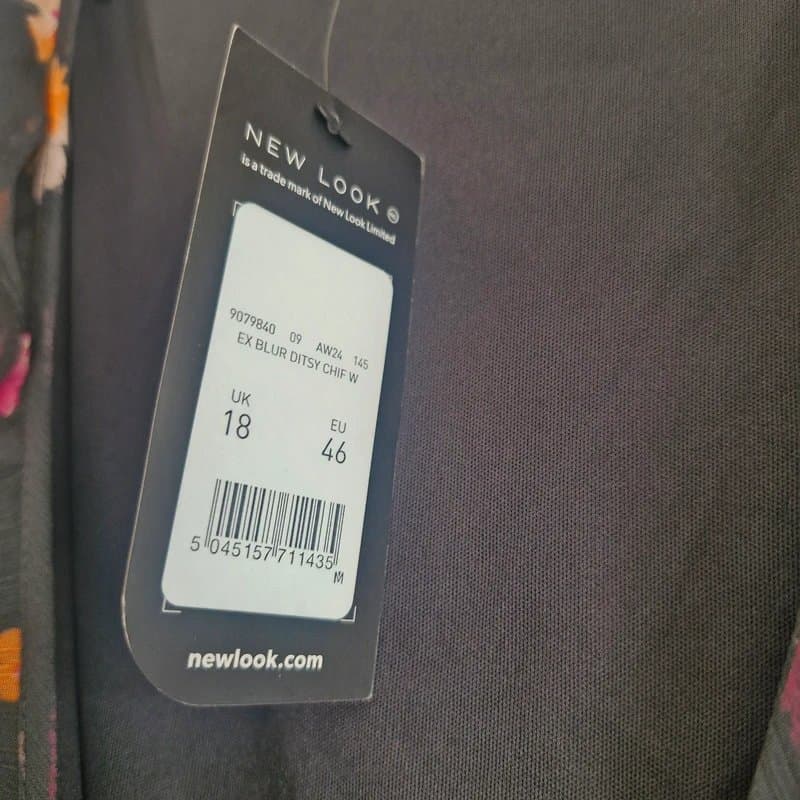 NEW LOOK
is a trade mark of New Look Limited
9079840 09 AW24 145
EX BLUR DITSY CHIF W
UK EU
18 46
5 045157 711435
M
newlook.com